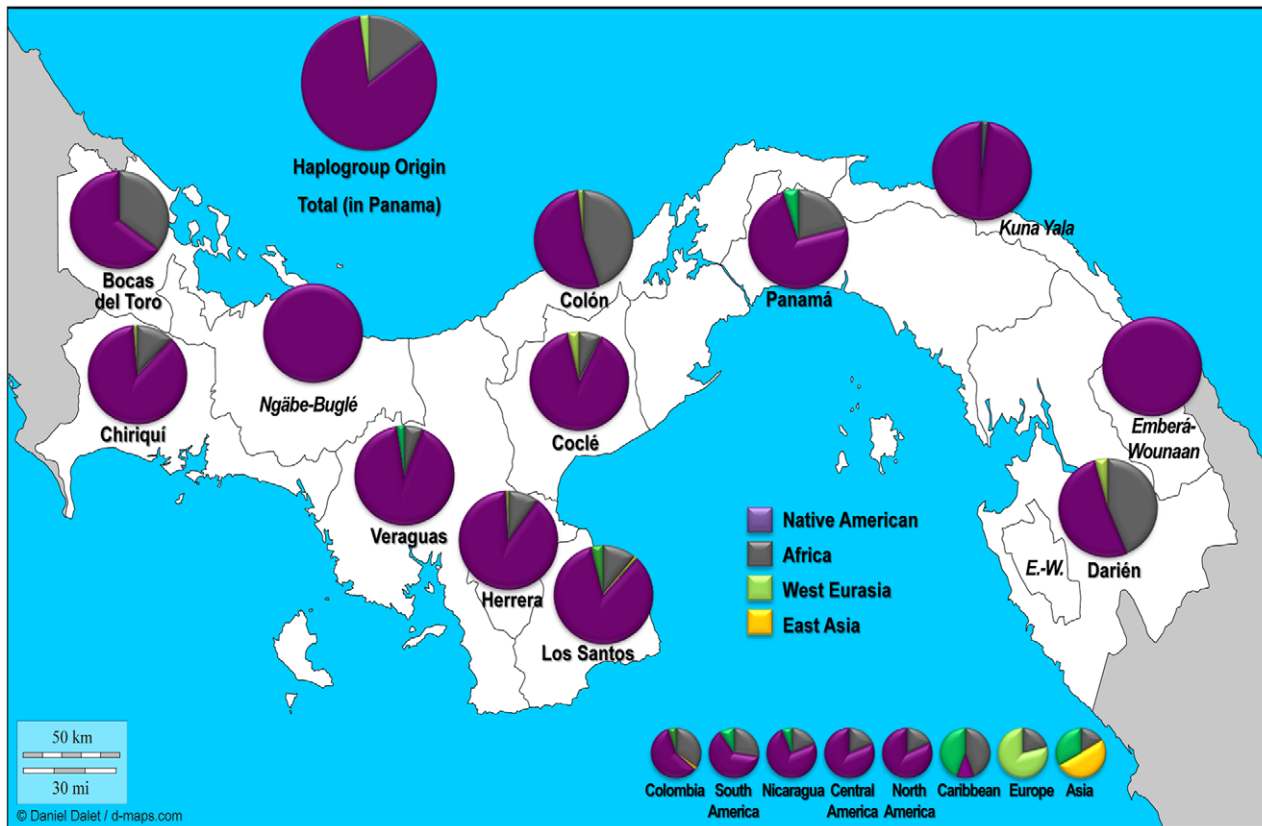 Haplogroup Origin
Total (in Panama)
Kuna Yala
Bocas
del Toro
Colón
Panamá
Ngäbe-Buglé
Chiriquí
Coclé
Emberá-
Wounaan
Veraguas
Native American
Africa
West Eurasia
East Asia
Herrera
E.-W.
Darién
Los Santos
50 km
30 mi
Colombia
South
America
Nicaragua
Central
America
North
America
Caribbean
Europe
Asia
© Daniel Dalet / d-maps.com